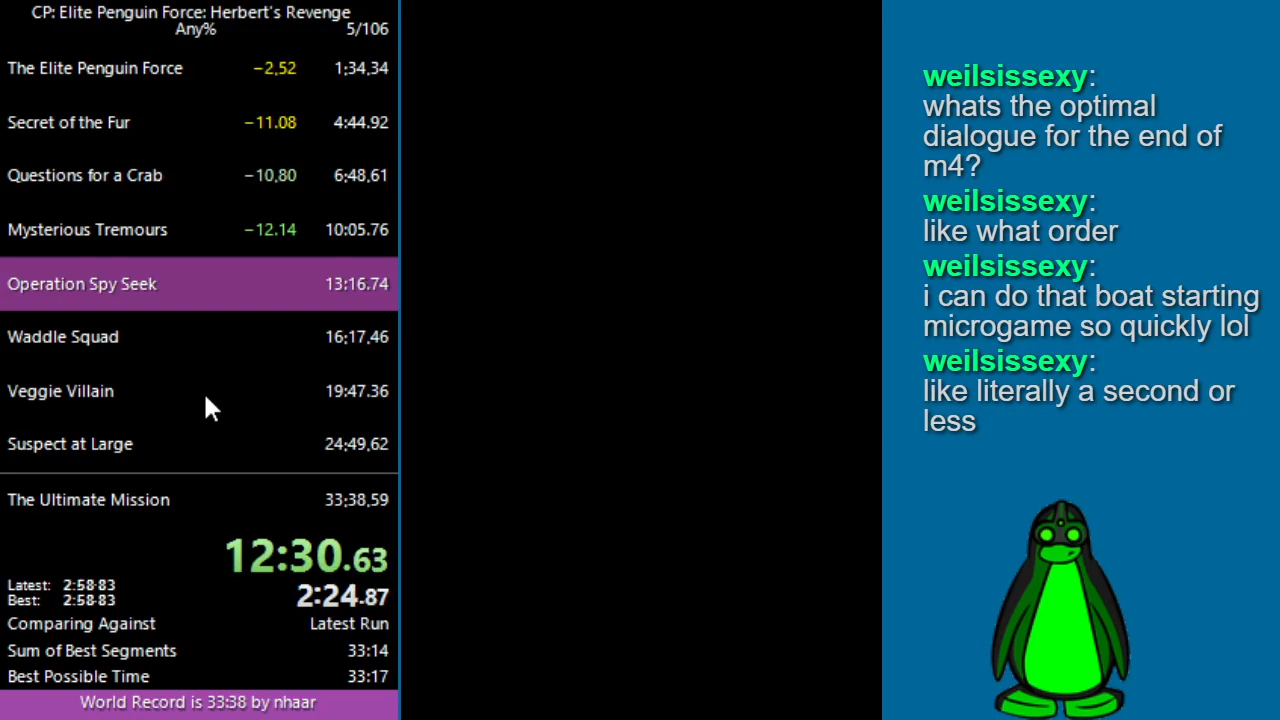 CP: Elite Penguin Force: Herbert's Revenge
Any% 5/106
The Elite Penguin Force −2.52 1:34.34
Secret of the Fur −11.08 4:44.92
Questions for a Crab −10.80 6:48.61
Mysterious Tremours −12.14 10:05.76
Operation Spy Seek 13:16.74
Waddle Squad 16:17.46
Veggie Villain 19:47.36
Suspect at Large 24:49.62
The Ultimate Mission 33:38.59
12:30.63
Latest: 2:58.83
Best: 2:58.83
2:24.87
Comparing Against Latest Run
Sum of Best Segments 33:14
Best Possible Time 33:17
World Record is 33:38 by nhaar
weilsissexy:
whats the optimal
dialogue for the end of
m4?
weilsissexy:
like what order
weilsissexy:
i can do that boat starting
microgame so quickly lol
weilsissexy:
like literally a second or
less